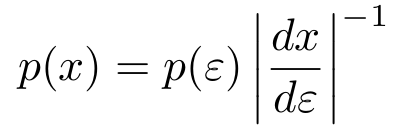 p(x) = p(ε) |dx/dε|⁻¹